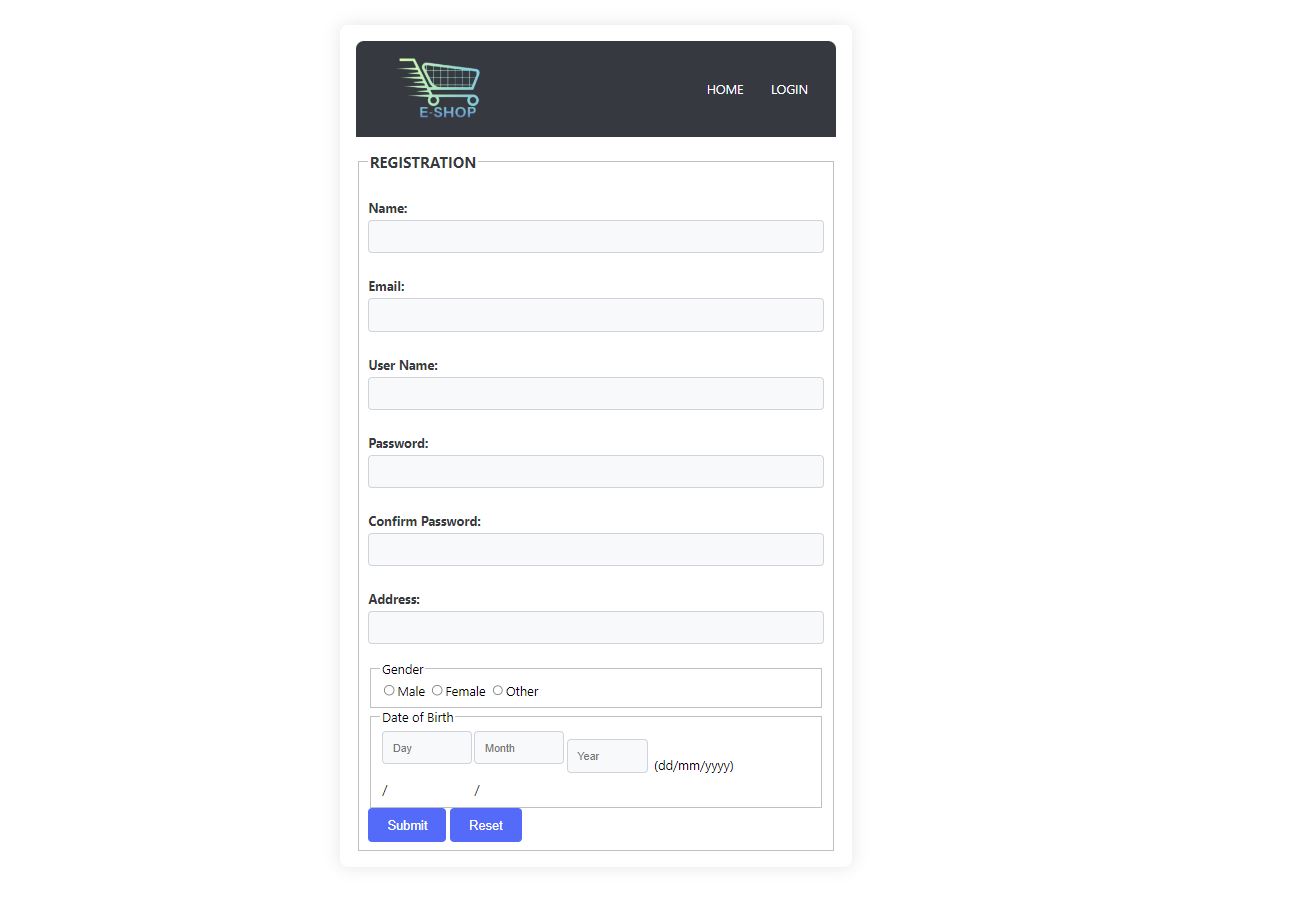 HOME LOGIN
E-SHOP
REGISTRATION
Name:
Email:
User Name:
Password:
Confirm Password:
Address:
Gender
Male Female Other
Date of Birth
Day Month Year (dd/mm/yyyy)
/ /
Submit Reset